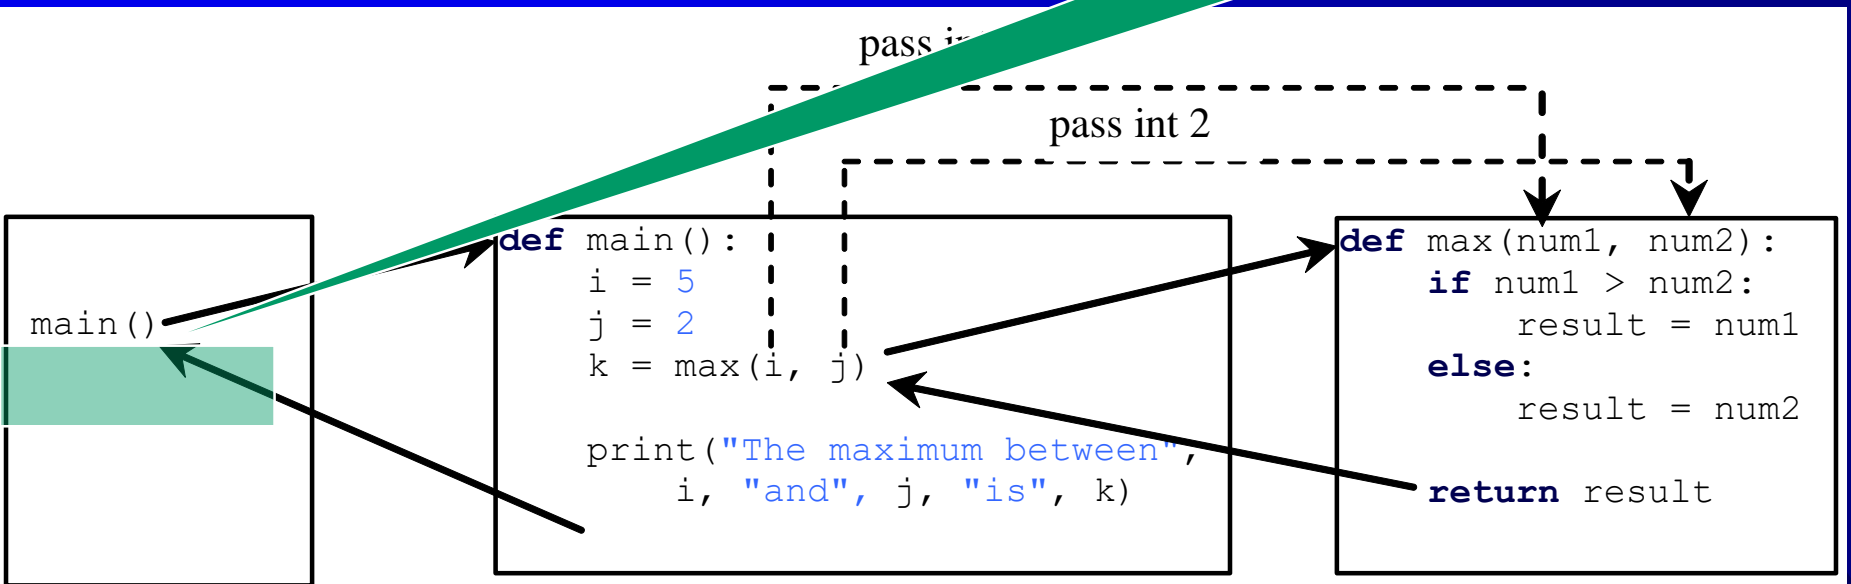 pass
pass int 2
main()
def main():
i = 5
j = 2
k = max(i, j)
print("The maximum between",
i, "and", j, "is", k)
def max(num1, num2):
if num1 > num2:
result = num1
else:
result = num2
return result